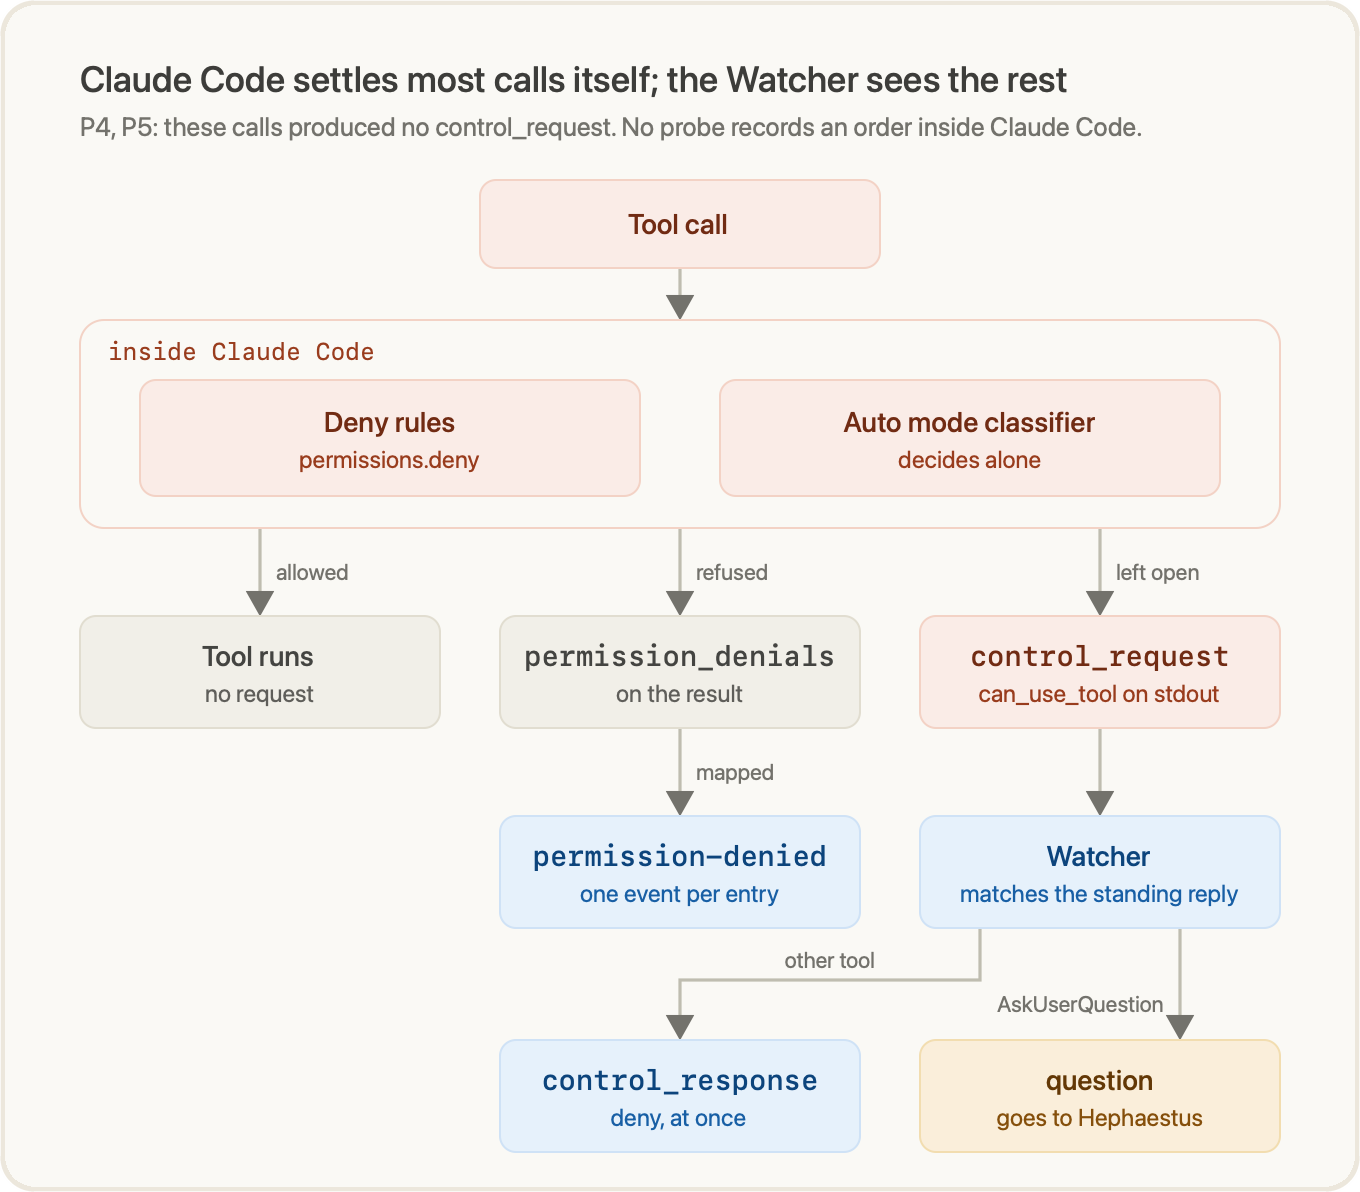 Claude Code settles most calls itself; the Watcher sees the rest
P4, P5: these calls produced no control_request. No probe records an order inside Claude Code.
Tool call
inside Claude Code
Deny rules
permissions.deny
Auto mode classifier
decides alone
allowed
refused
left open
Tool runs
no request
permission_denials
on the result
control_request
can_use_tool on stdout
mapped
permission-denied
one event per entry
Watcher
matches the standing reply
other tool
AskUserQuestion
control_response
deny, at once
question
goes to Hephaestus